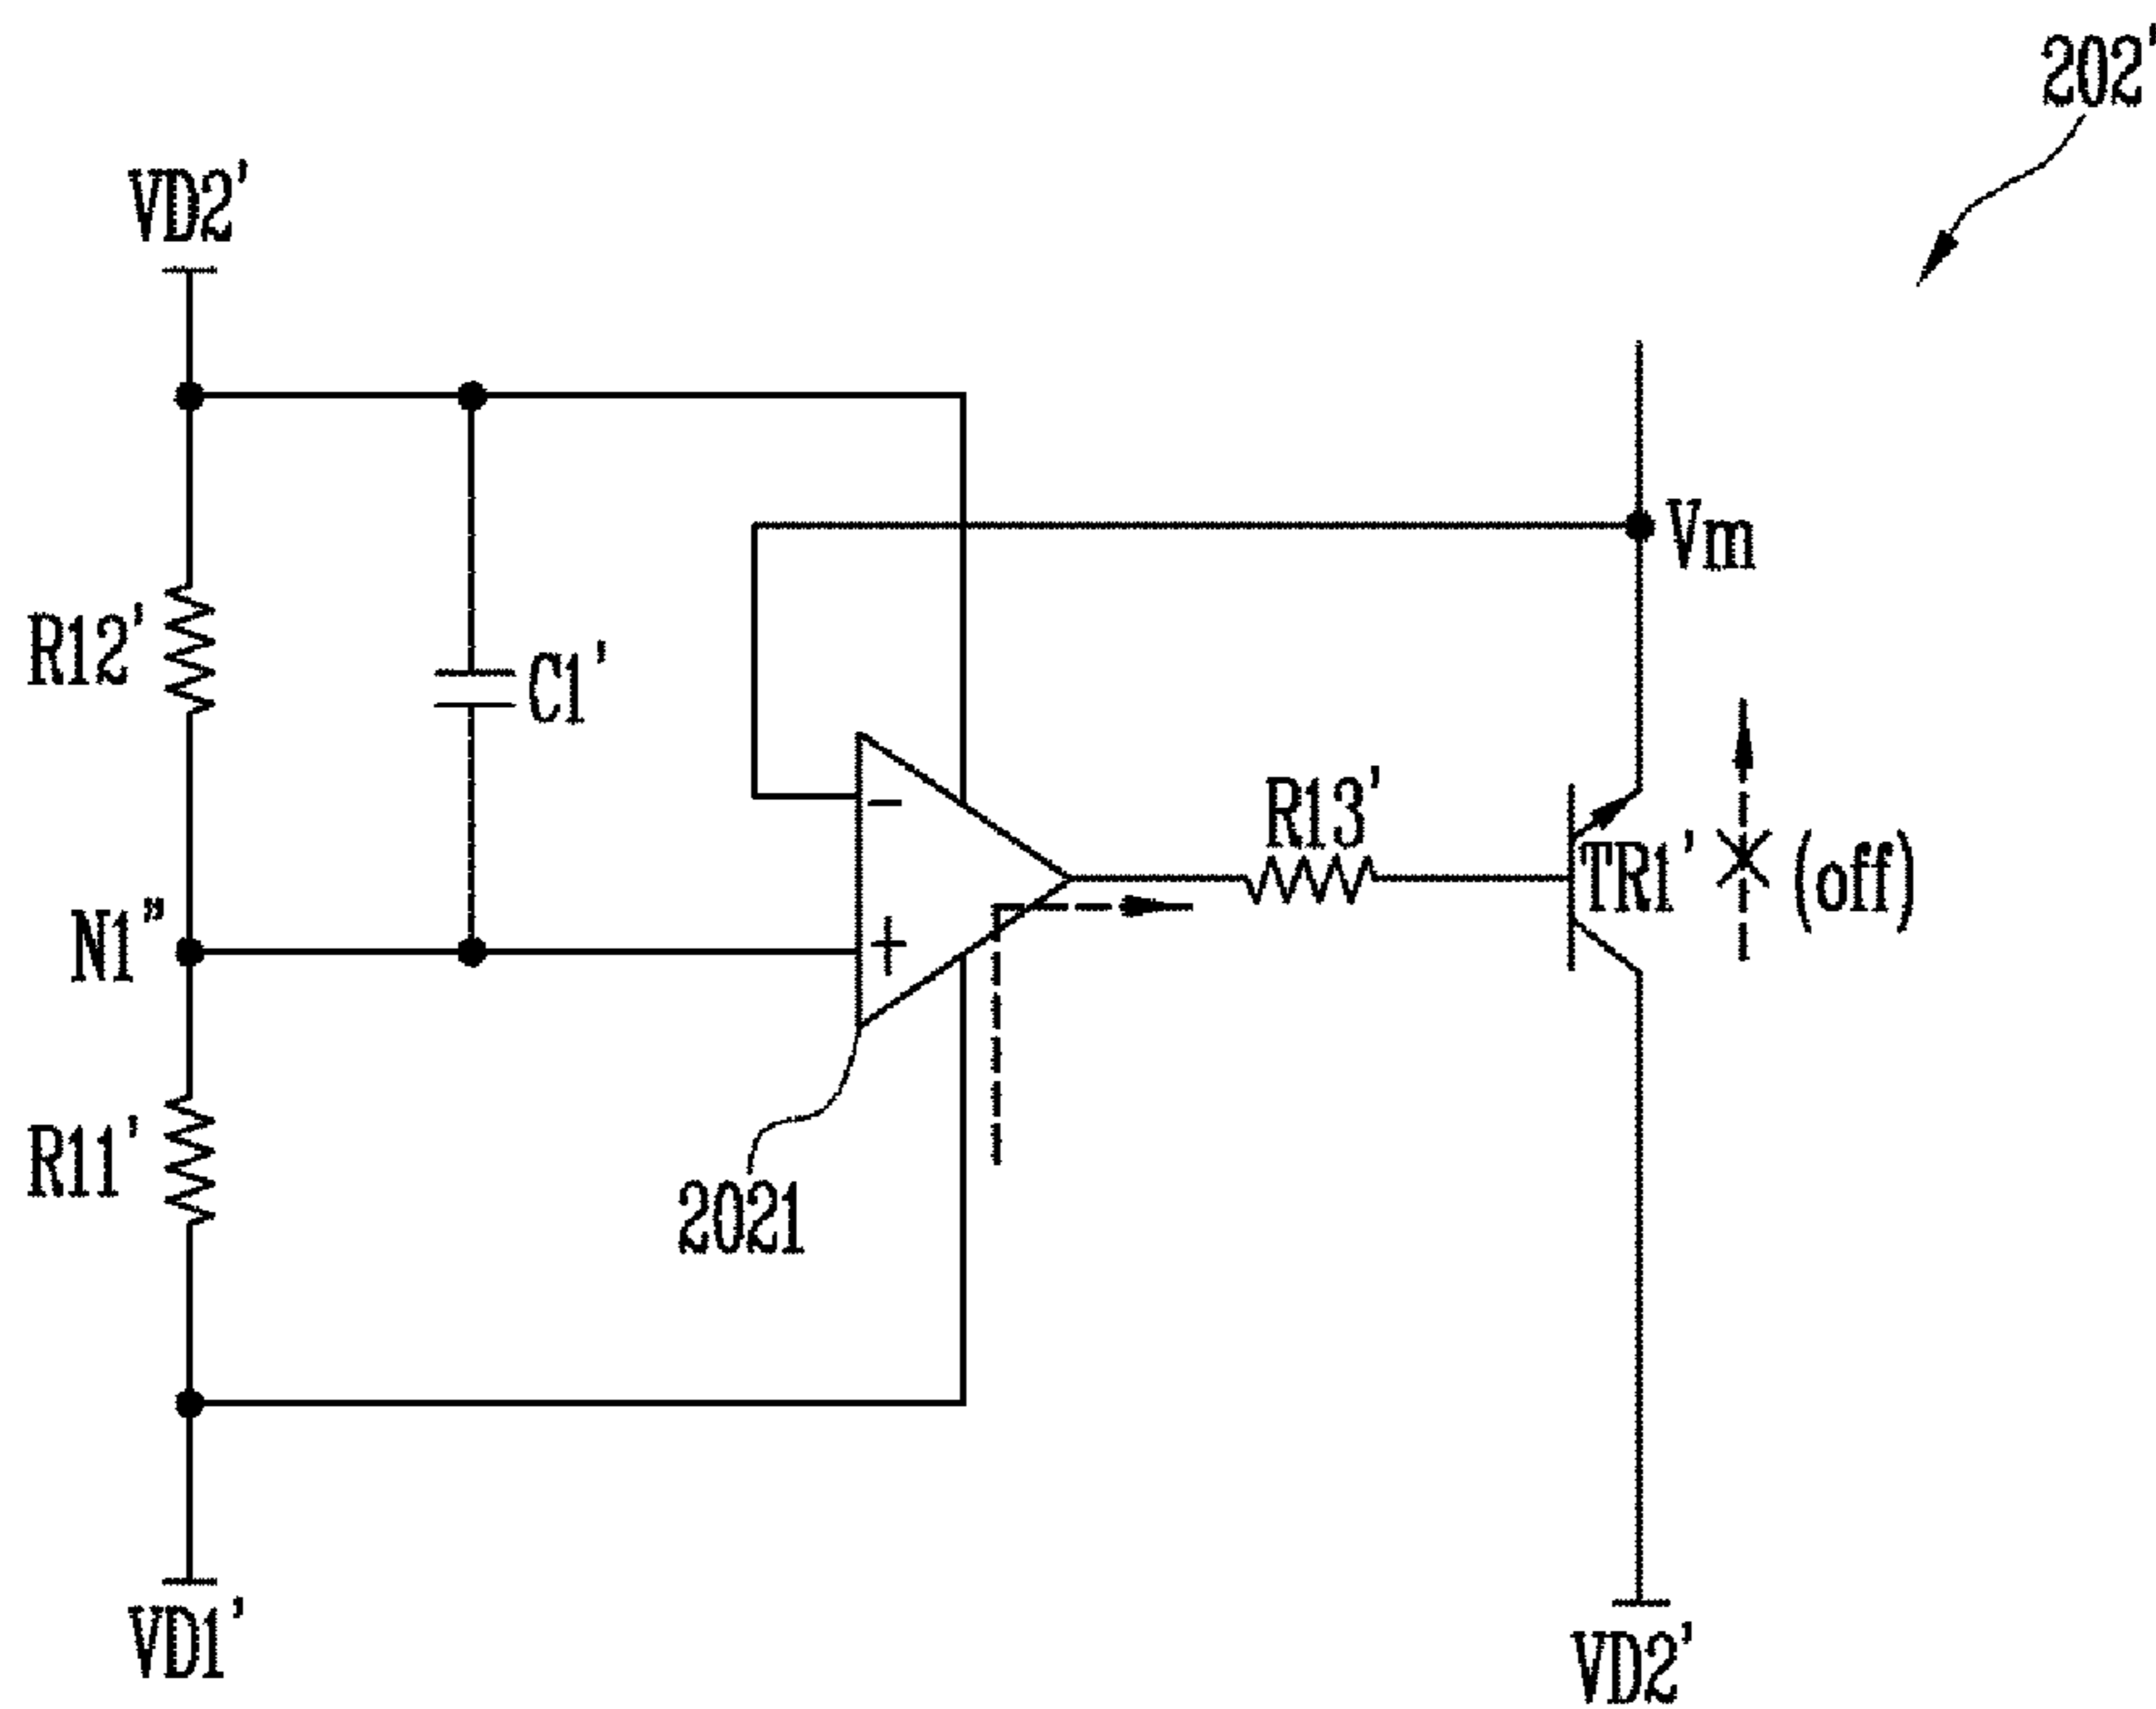 202'
VD2'
Vm
R12'
C1'
-
R13'
TR1'
(off)
N1"
+
R11'
2021
VD1'
VD2'